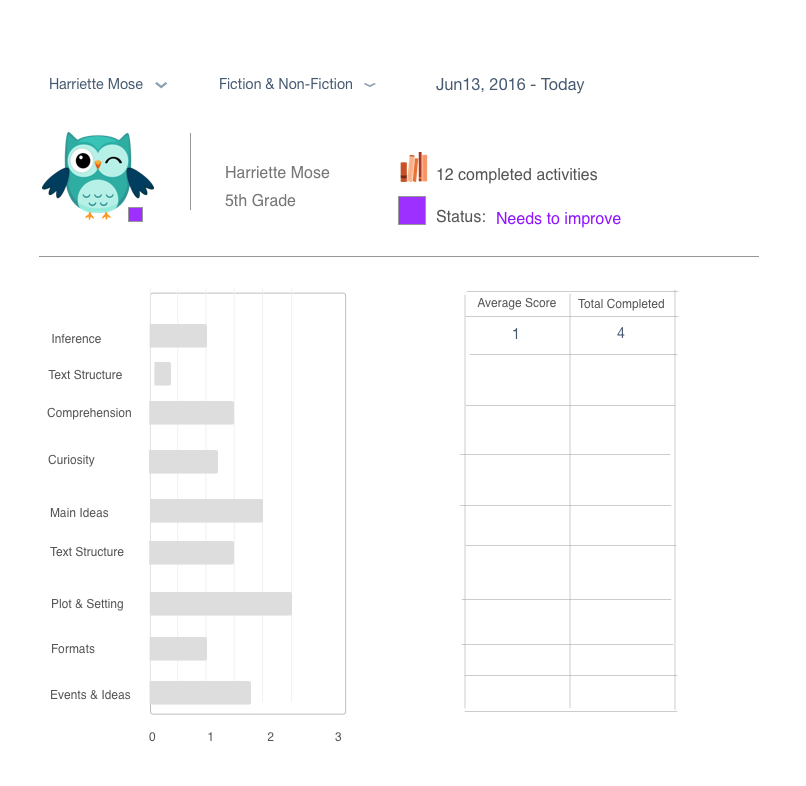 Harriette Mose
Fiction & Non-Fiction
Jun13, 2016 - Today
Harriette Mose
5th Grade
12 completed activities
Status: Needs to improve
Average Score
Total Completed
1
4
Inference
Text Structure
Comprehension
Curiosity
Main Ideas
Text Structure
Plot & Setting
Formats
Events & Ideas
0
1
2
3